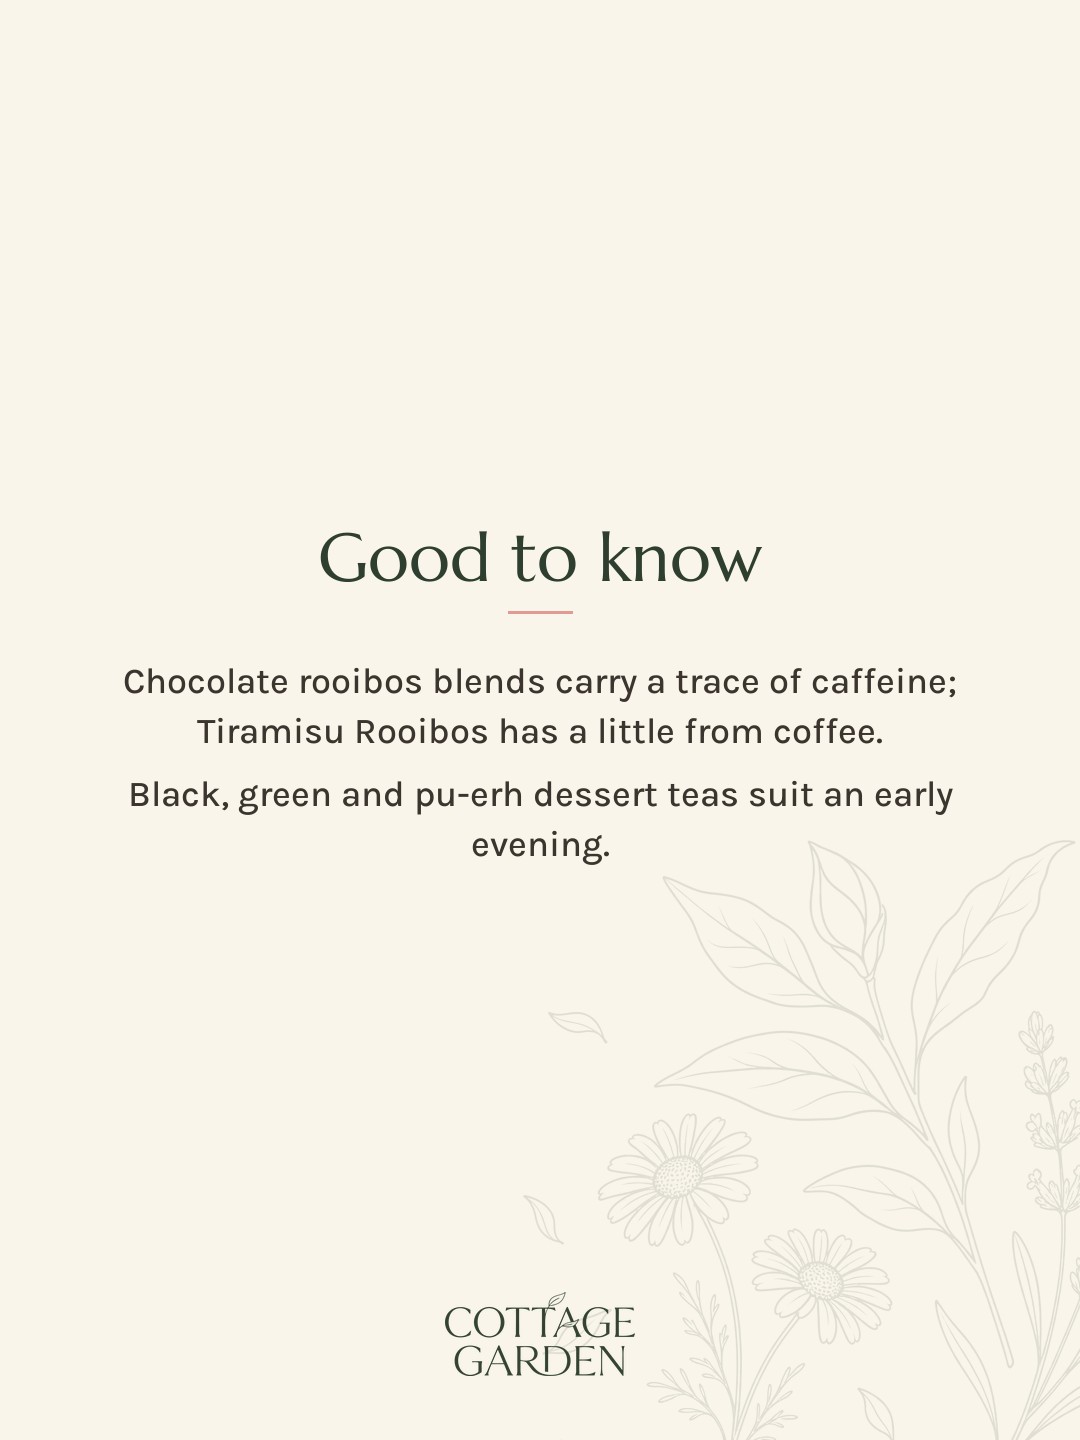 Good to know
Chocolate rooibos blends carry a trace of caffeine;
Tiramisu Rooibos has a little from coffee.
Black, green and pu-erh dessert teas suit an early
evening.
COTTAGE
GARDEN